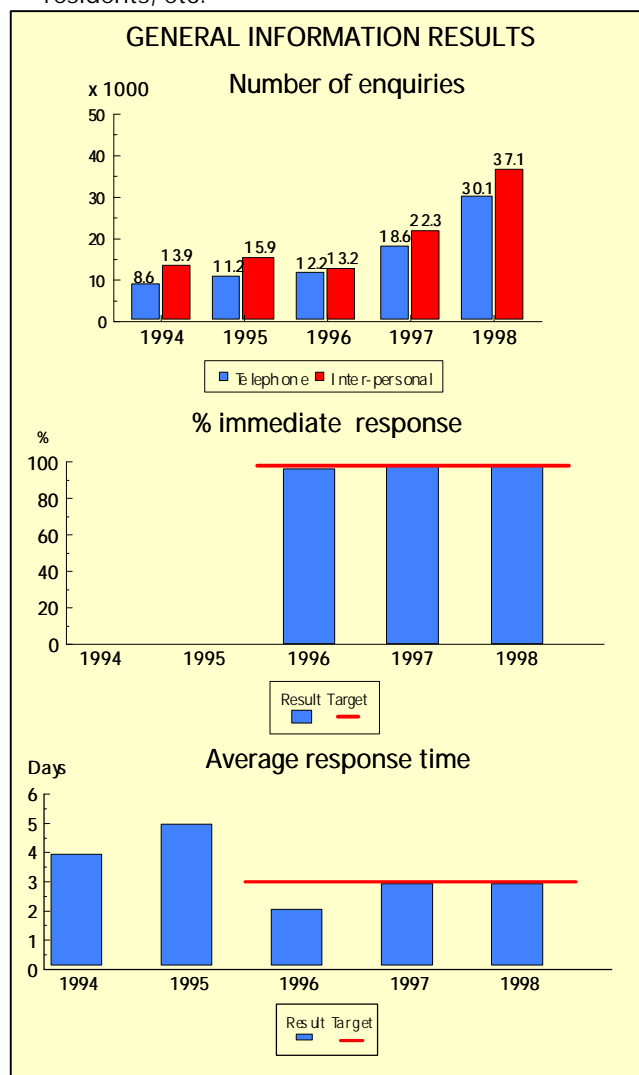 residents, etc.
GENERAL INFORMATION RESULTS
Number of enquiries
x 1000
50
40
30
20
10
0
8.6 13.9 11.2 15.9 12.2 13.2 18.6 22.3 30.1 37.1
1994 1995 1996 1997 1998
Telephone Inter-personal
% immediate response
%
100
80
60
40
20
0
1994 1995 1996 1997 1998
Result Target
Average response time
Days
6
5
4
3
2
1
0
1994 1995 1996 1997 1998
Result Target